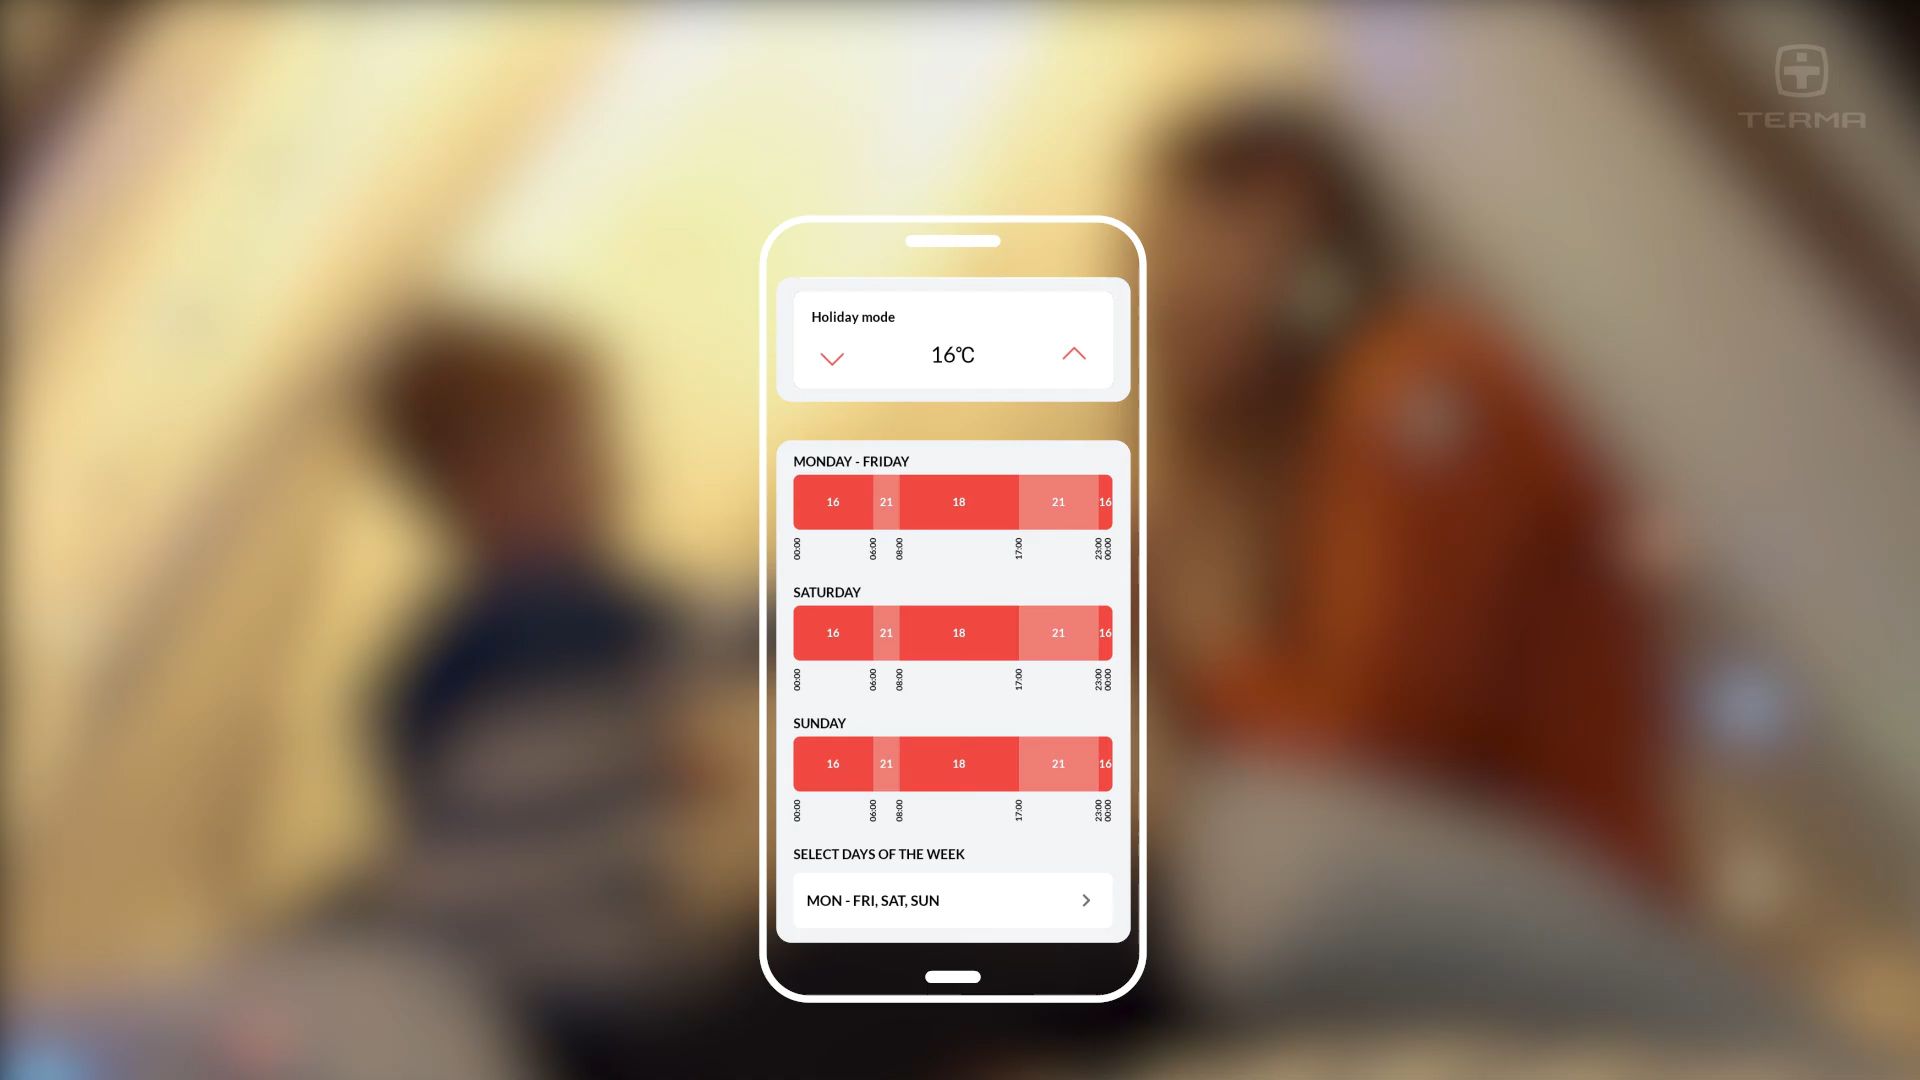 TERMA
Holiday mode
16℃
MONDAY - FRIDAY
16 21 18 21 16
00:00 06:00 08:00 17:00 23:00 00:00
SATURDAY
16 21 18 21 16
00:00 06:00 08:00 17:00 23:00 00:00
SUNDAY
16 21 18 21 16
00:00 06:00 08:00 17:00 23:00 00:00
SELECT DAYS OF THE WEEK
MON - FRI, SAT, SUN